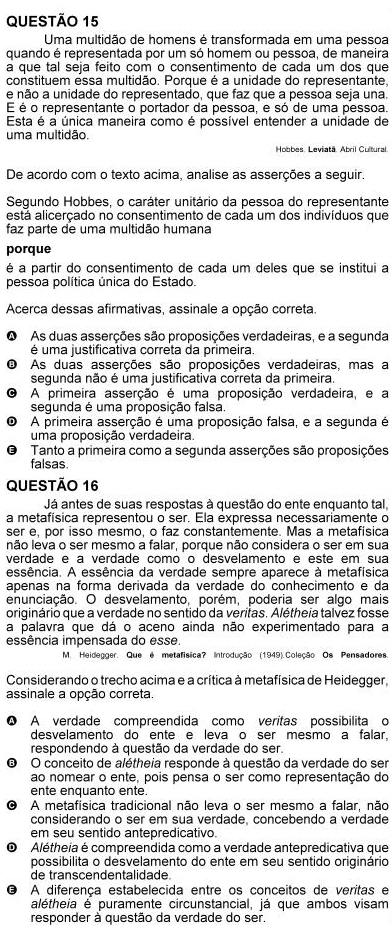 QUESTÃO 15
Uma multidão de homens é transformada em uma pessoa
quando é representada por um só homem ou pessoa, de maneira
a que tal seja feito com o consentimento de cada um dos que
constituem essa multidão. Porque é a unidade do representante,
e não a unidade do representado, que faz que a pessoa seja una.
E é o representante o portador da pessoa, e só de uma pessoa.
Esta é a única maneira como é possível entender a unidade de
uma multidão.
Hobbes. Leviatã. Abril Cultural.
De acordo com o texto acima, analise as asserções a seguir.
Segundo Hobbes, o caráter unitário da pessoa do representante
está alicerçado no consentimento de cada um dos indivíduos que
faz parte de uma multidão humana
porque
é a partir do consentimento de cada um deles que se institui a
pessoa política única do Estado.
Acerca dessas afirmativas, assinale a opção correta.
A As duas asserções são proposições verdadeiras, e a segunda
é uma justificativa correta da primeira.
B As duas asserções são proposições verdadeiras, mas a
segunda não é uma justificativa correta da primeira.
C A primeira asserção é uma proposição verdadeira, e a
segunda é uma proposição falsa.
D A primeira asserção é uma proposição falsa, e a segunda é
uma proposição verdadeira.
E Tanto a primeira como a segunda asserções são proposições
falsas.
QUESTÃO 16
Já antes de suas respostas à questão do ente enquanto tal,
a metafísica representou o ser. Ela expressa necessariamente o
ser e, por isso mesmo, o faz constantemente. Mas a metafísica
não leva o ser mesmo a falar, porque não considera o ser em sua
verdade e a verdade como o desvelamento e este em sua
essência. A essência da verdade sempre aparece à metafísica
apenas na forma derivada da verdade do conhecimento e da
enunciação. O desvelamento, porém, poderia ser algo mais
originário que a verdade no sentido da veritas. Alétheia talvez fosse
a palavra que dá o aceno ainda não experimentado para a
essência impensada do esse.
M. Heidegger. Que é metafísica? Introdução (1949).Coleção Os Pensadores.
Considerando o trecho acima e a crítica à metafísica de Heidegger,
assinale a opção correta.
A A verdade compreendida como veritas possibilita o
desvelamento do ente e leva o ser mesmo a falar,
respondendo à questão da verdade do ser.
B O conceito de alétheia responde à questão da verdade do ser
ao nomear o ente, pois pensa o ser como representação do
ente enquanto ente.
C A metafísica tradicional não leva o ser mesmo a falar, não
considerando o ser em sua verdade, concebendo a verdade
em seu sentido antepredicativo.
D Alétheia é compreendida como a verdade antepredicativa que
possibilita o desvelamento do ente em seu sentido originário
de transcendentalidade.
E A diferença estabelecida entre os conceitos de veritas e
alétheia é puramente circunstancial, já que ambos visam
responder à questão da verdade do ser.